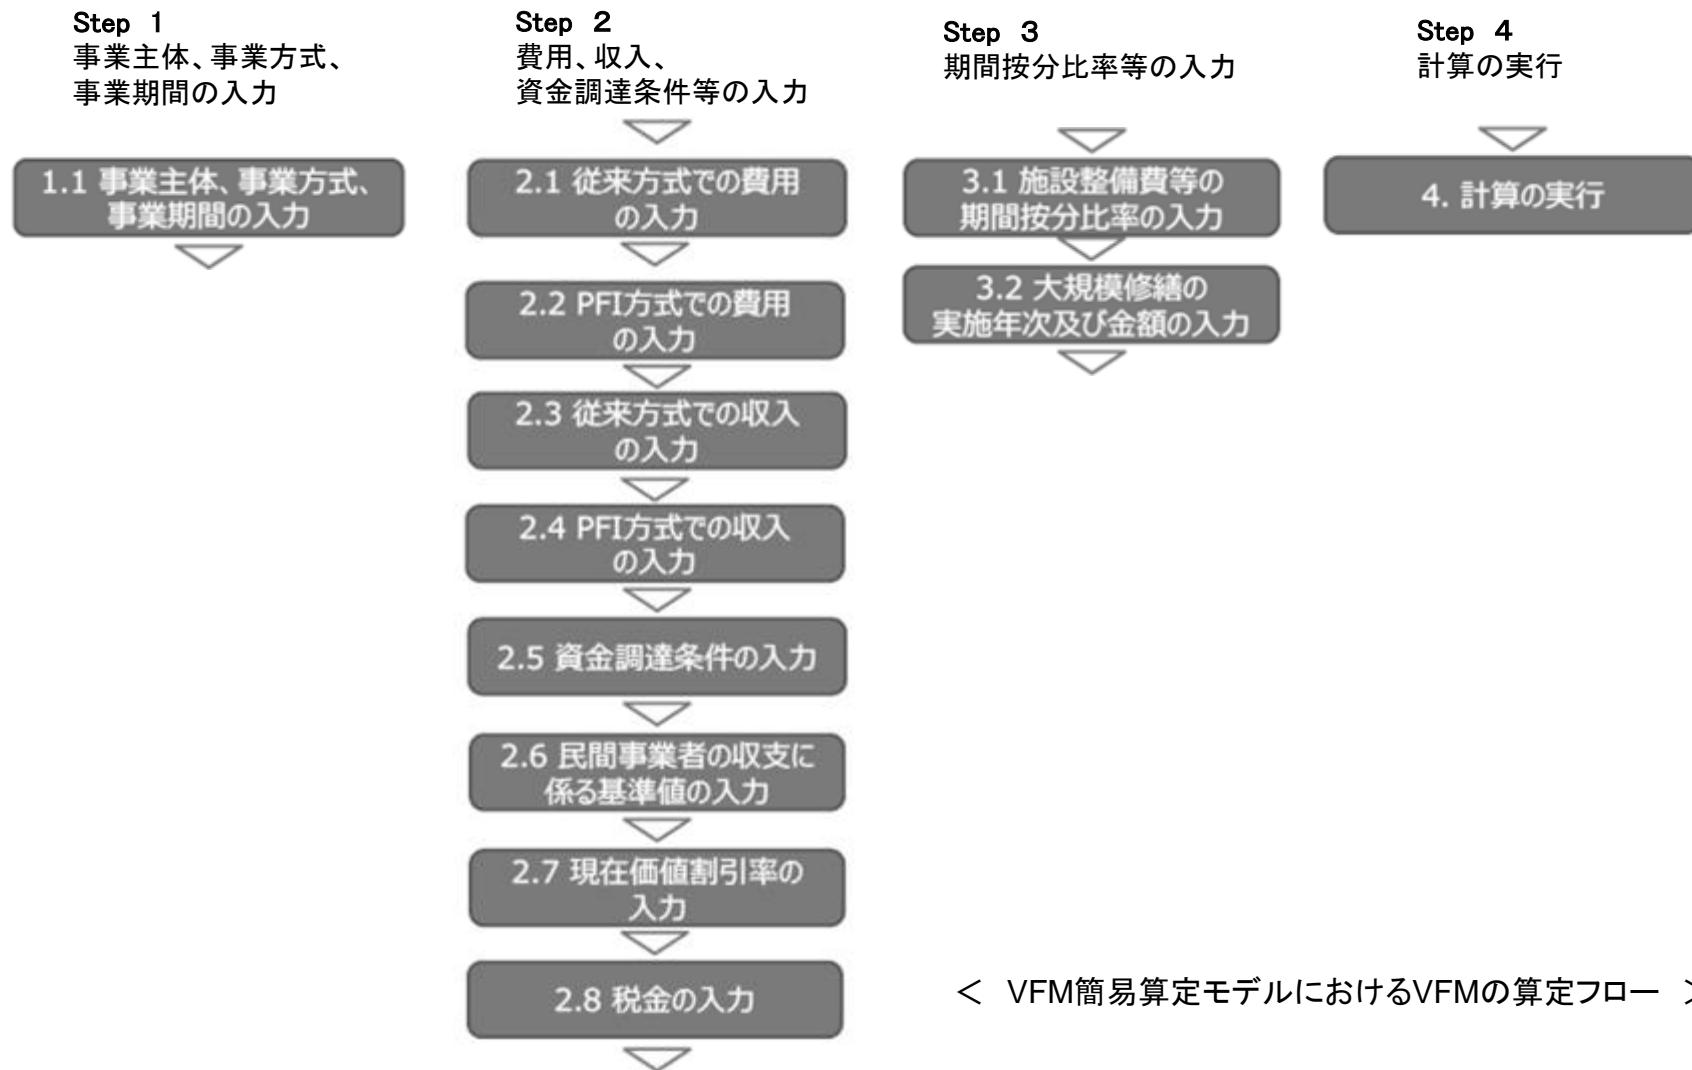 Step 1
事業主体、事業方式、
事業期間の入力
1.1 事業主体、事業方式、
事業期間の入力
Step 2
費用、収入、
資金調達条件等の入力
2.1 従来方式での費用
の入力
2.2 PFI方式での費用
の入力
2.3 従来方式での収入
の入力
2.4 PFI方式での収入
の入力
2.5 資金調達条件の入力
2.6 民間事業者の収支に
係る基準値の入力
2.7 現在価値割引率の
入力
2.8 税金の入力
Step 3
期間按分比率等の入力
3.1 施設整備費等の
期間按分比率の入力
3.2 大規模修繕の
実施年次及び金額の入力
Step 4
計算の実行
4. 計算の実行
＜ VFM簡易算定モデルにおけるVFMの算定フロー ＞